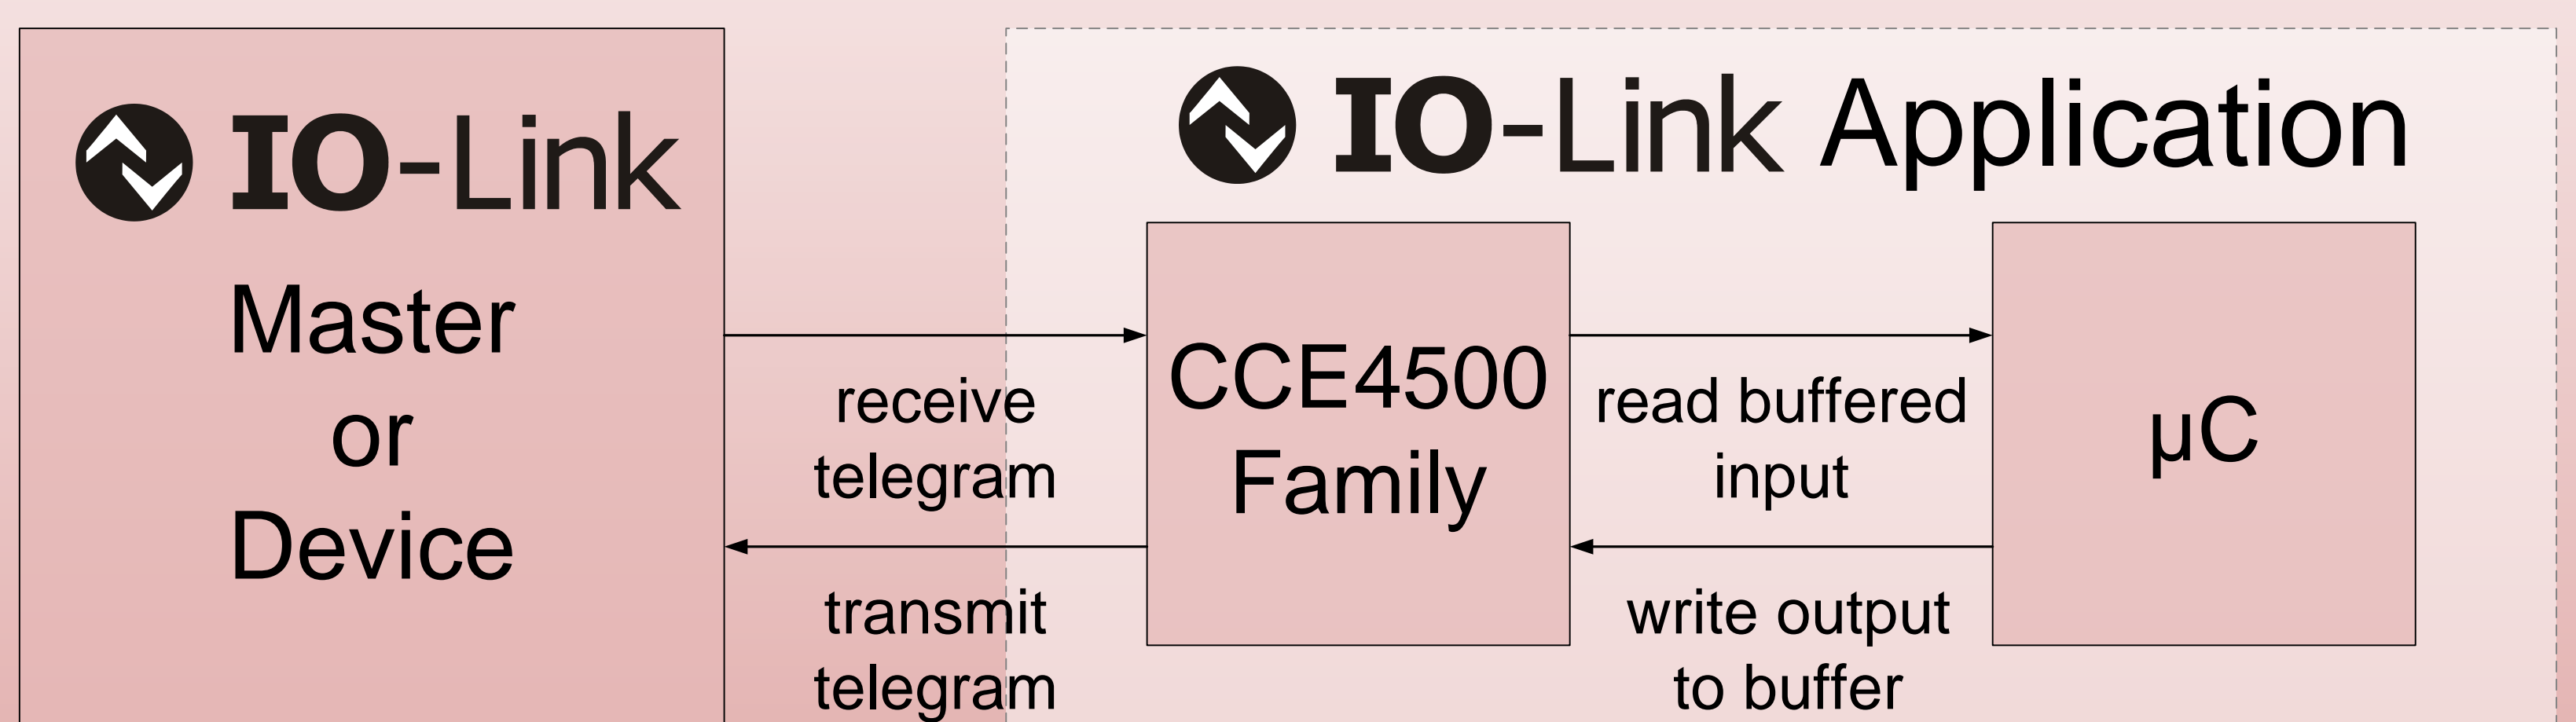 IO-Link
Master
or
Device
IO-Link Application
receive
telegram
transmit
telegram
CCE4500
Family
read buffered
input
write output
to buffer
µC